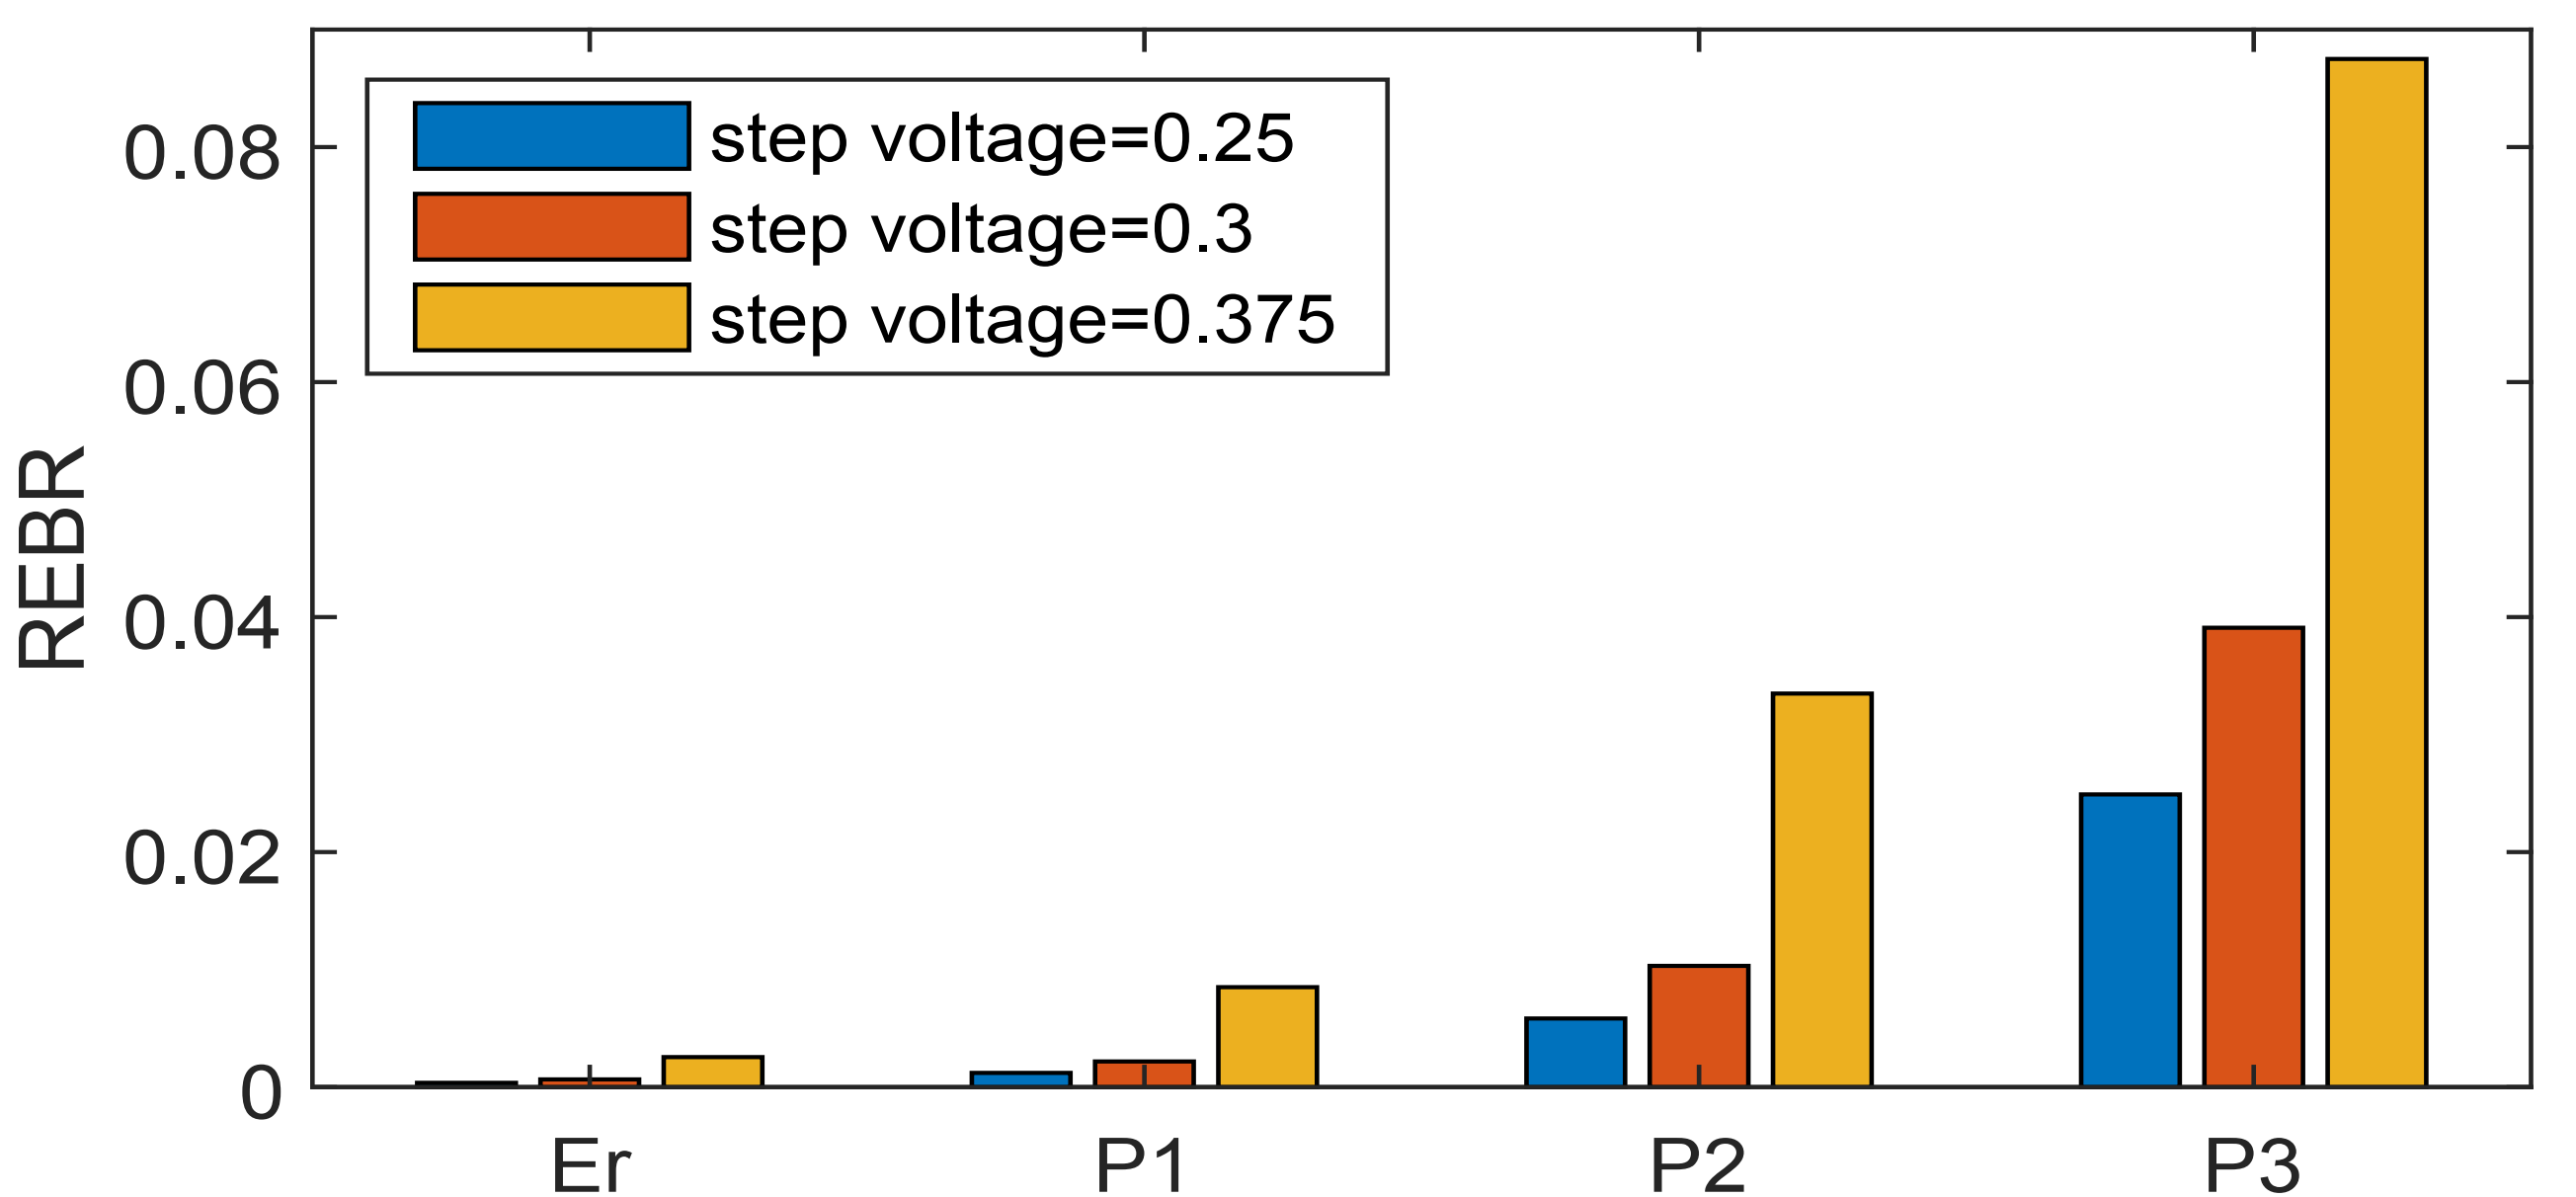 step voltage=0.25
step voltage=0.3
step voltage=0.375
REBR
0.08
0.06
0.04
0.02
0
Er P1 P2 P3